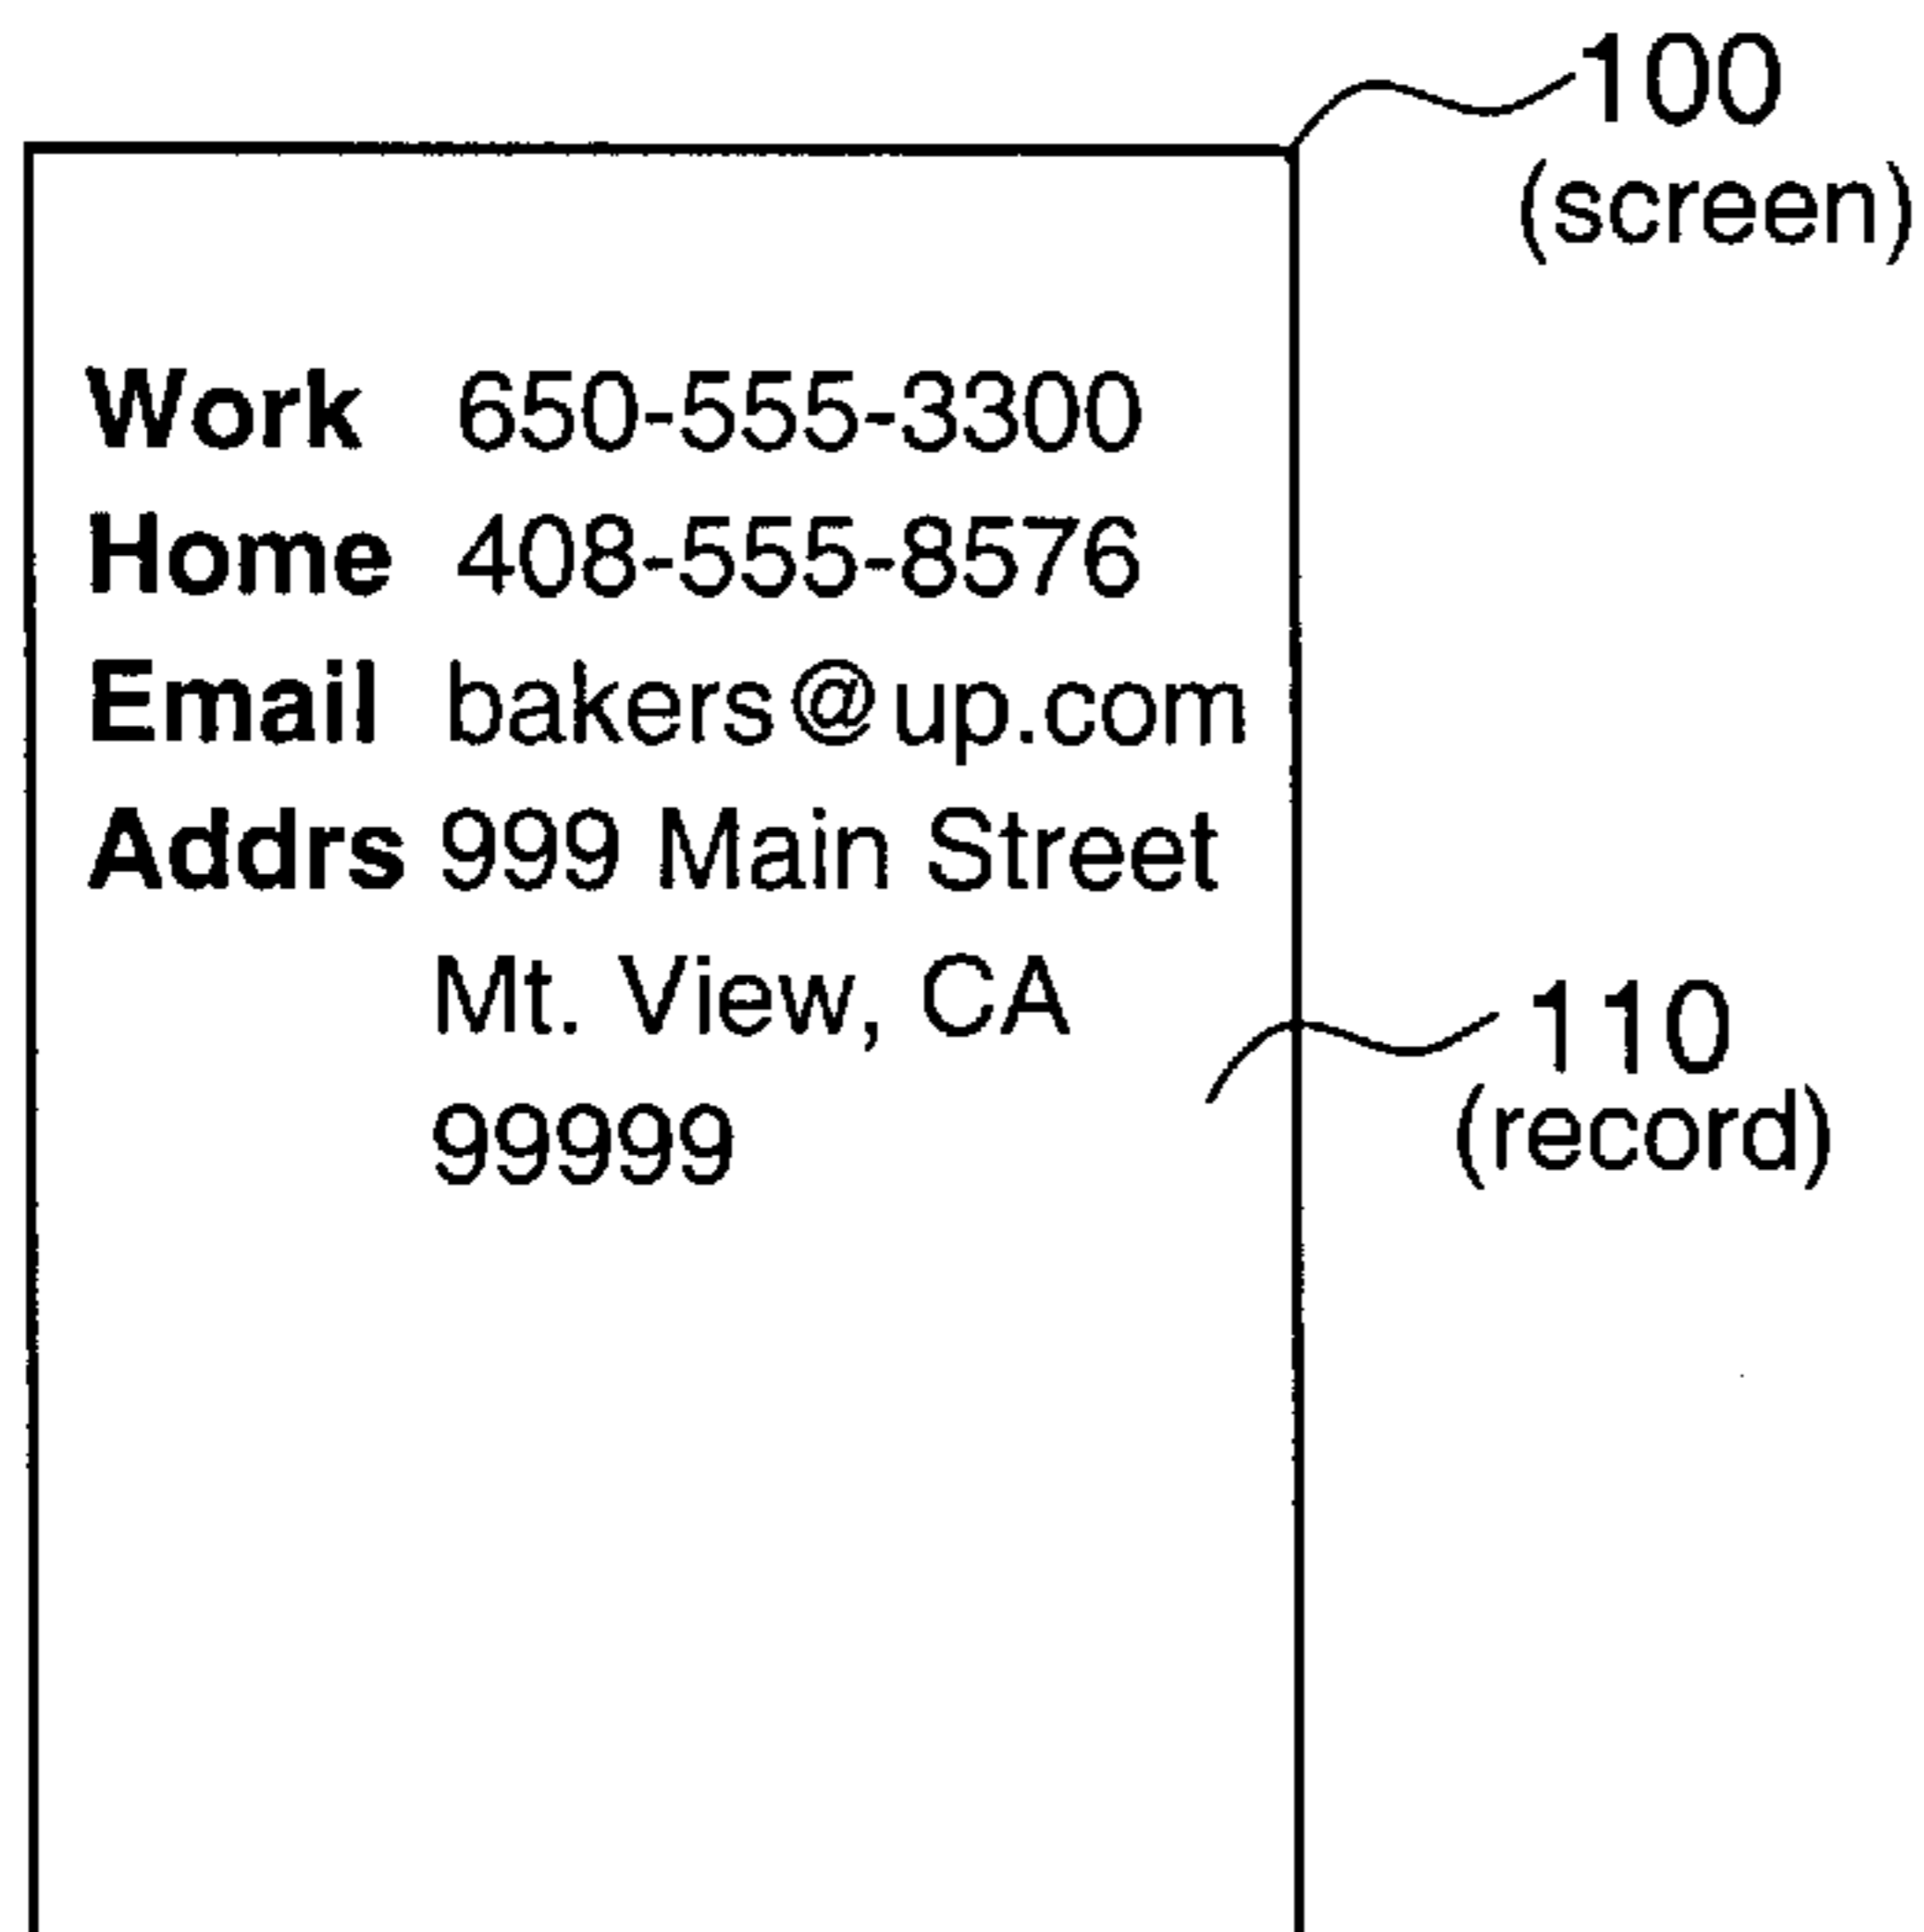 100
(screen)
Work 650-555-3300
Home 408-555-8576
Email bakers@up.com
Addrs 999 Main Street
Mt. View, CA
110
99999
(record)